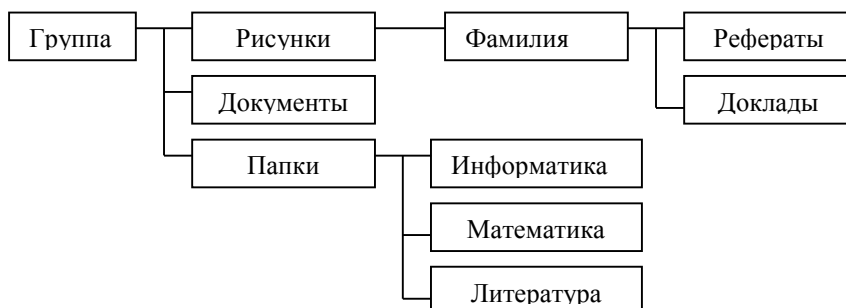 Группа Рисунки Фамилия Рефераты
Документы Доклады
Папки Информатика
Математика
Литература